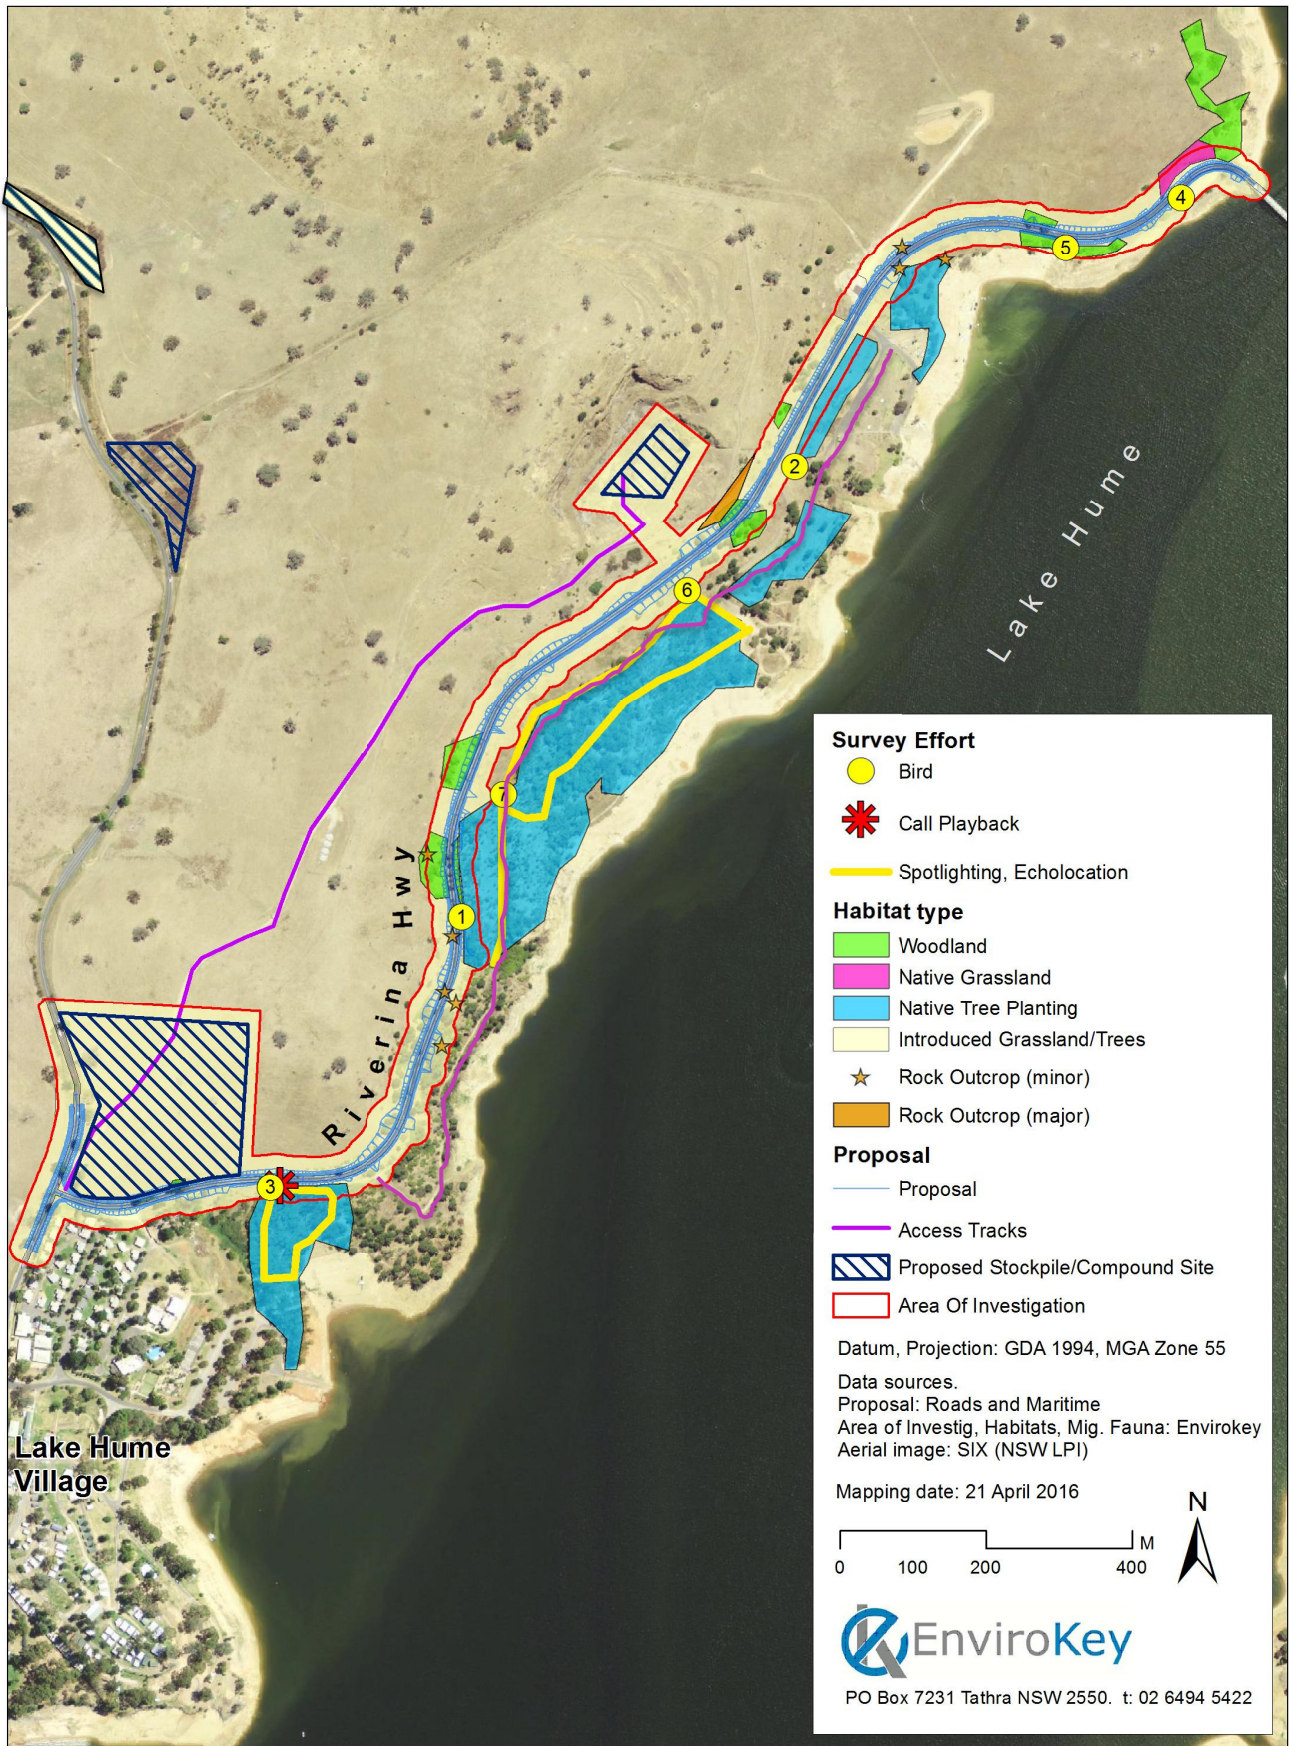 4
5
2
6
7
1
3
Lake Hume
Riverina Hwy
Lake Hume
Village
Survey Effort
Bird
Call Playback
Spotlighting, Echolocation
Habitat type
Woodland
Native Grassland
Native Tree Planting
Introduced Grassland/Trees
Rock Outcrop (minor)
Rock Outcrop (major)
Proposal
Proposal
Access Tracks
Proposed Stockpile/Compound Site
Area Of Investigation
Datum, Projection: GDA 1994, MGA Zone 55
Data sources.
Proposal: Roads and Maritime
Area of Investig, Habitats, Mig. Fauna: Envirokey
Aerial image: SIX (NSW LPI)
Mapping date: 21 April 2016
N
M
0 100 200 400
EnviroKey
PO Box 7231 Tathra NSW 2550. t: 02 6494 5422